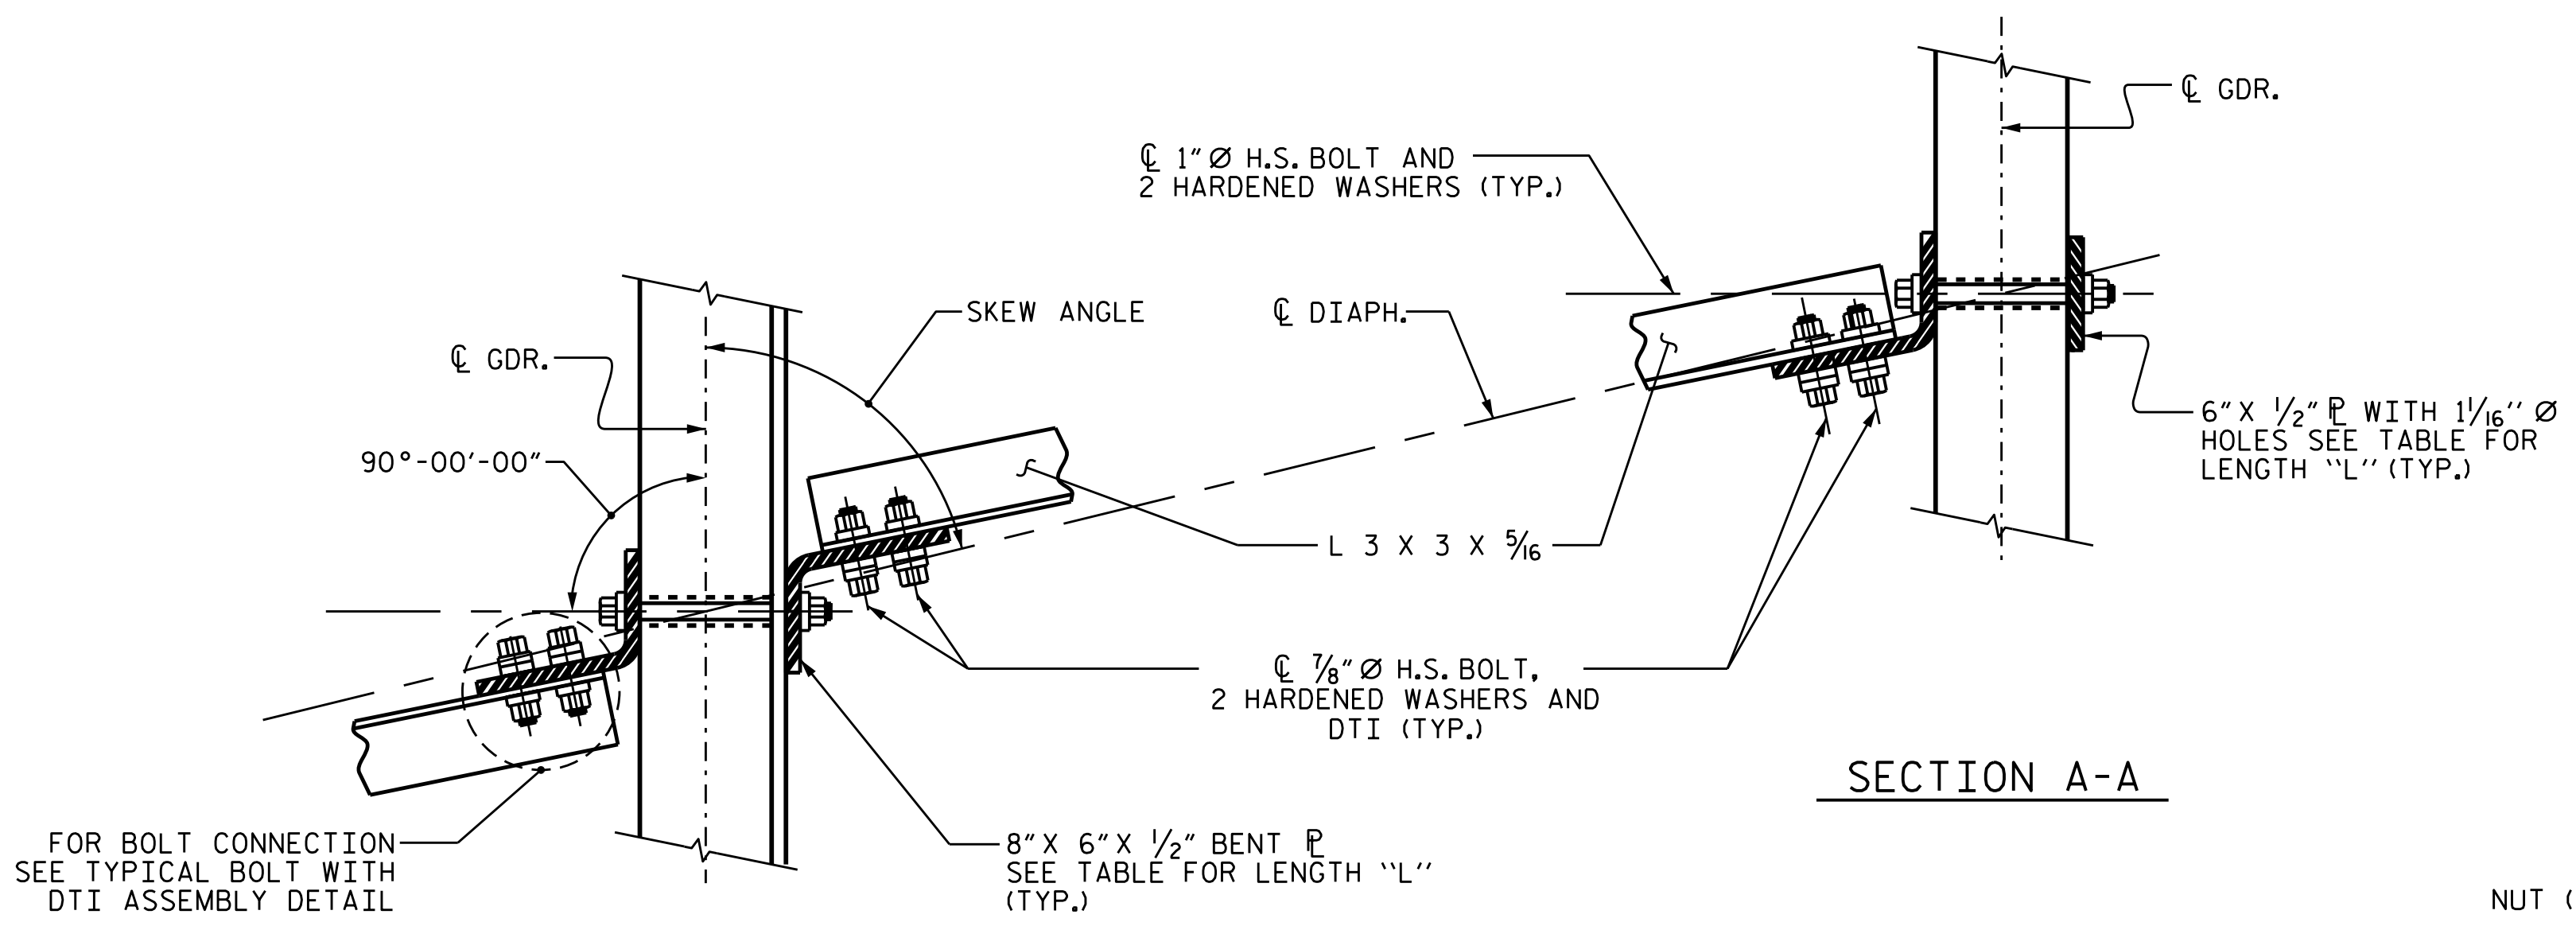 ℄ GDR.
℄ 1"Ø H.S. BOLT AND
2 HARDENED WASHERS (TYP.)
SKEW ANGLE
℄ DIAPH.
℄ GDR.
90°-00'-00"
6"X 1/2" ⅊ WITH 1 1/16'' Ø
HOLES SEE TABLE FOR
LENGTH ``L'' (TYP.)
L 3 X 3 X 5/16
℄ 7/8"Ø H.S. BOLT,
2 HARDENED WASHERS AND
DTI (TYP.)
SECTION A-A
FOR BOLT CONNECTION
SEE TYPICAL BOLT WITH
DTI ASSEMBLY DETAIL
8"X 6"X 1/2" BENT ⅊
SEE TABLE FOR LENGTH ``L''
(TYP.)
NUT (